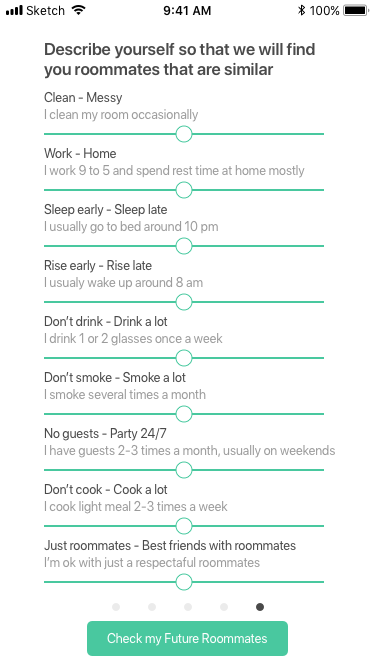 Sketch 9:41 AM 100%
Describe yourself so that we will find
you roommates that are similar
Clean - Messy
I clean my room occasionally
Work - Home
I work 9 to 5 and spend rest time at home mostly
Sleep early - Sleep late
I usually go to bed around 10 pm
Rise early - Rise late
I usualy wake up around 8 am
Don't drink - Drink a lot
I drink 1 or 2 glasses once a week
Don't smoke - Smoke a lot
I smoke several times a month
No guests - Party 24/7
I have guests 2-3 times a month, usually on weekends
Don't cook - Cook a lot
I cook light meal 2-3 times a week
Just roommates - Best friends with roommates
I'm ok with just a respectaful roommates
Check my Future Roommates